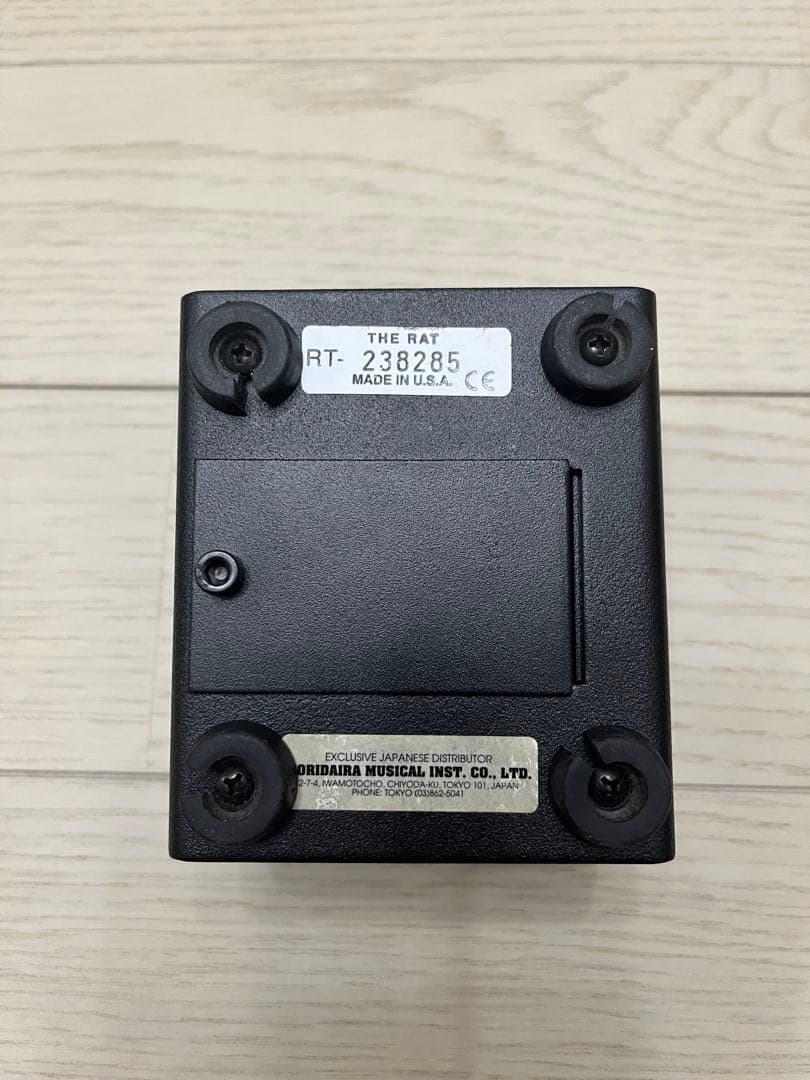 THE RAT
RT- 238285
MADE IN U.S.A. CE
EXCLUSIVE JAPANESE DISTRIBUTOR
ORIDAIRA MUSICAL INST. CO., LTD.
2-7-4, IWAMOTOCHO, CHIYODA-KU, TOKYO 101, JAPAN
PHONE: TOKYO (03)862-5041